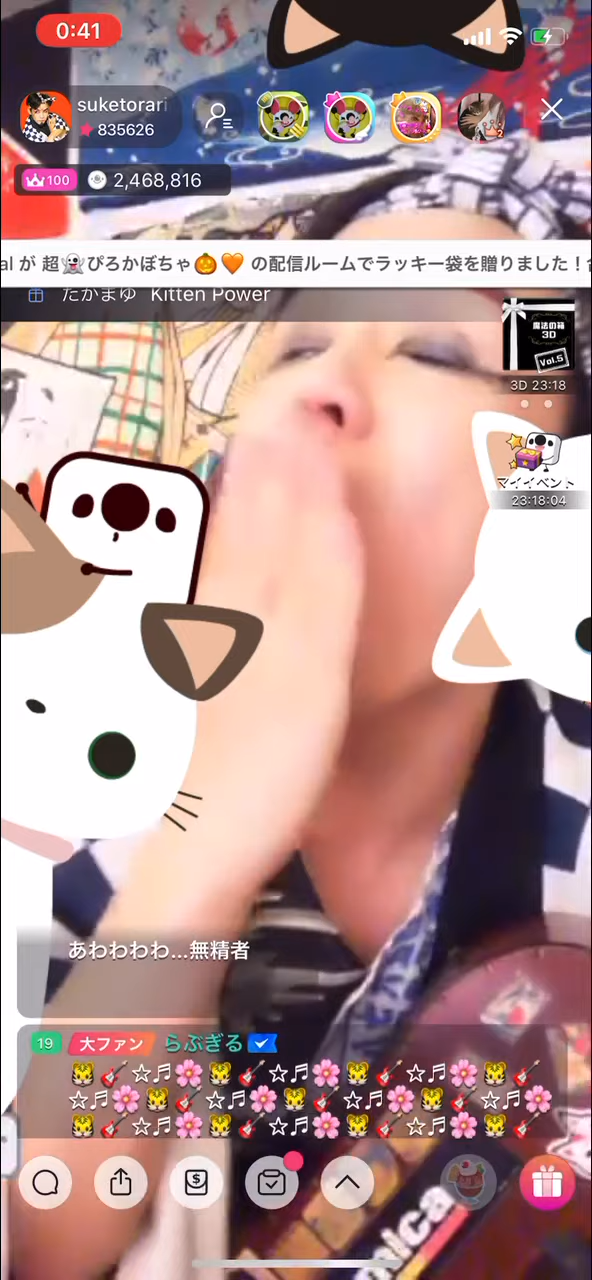 0:41
suketorari
835626
100 2,468,816
al が 超👻ぴろかぼちゃ🎃🧡 の配信ルームでラッキー袋を贈りました！
たかまゆ Kitten Power
魔法の箱
3D
Vol.5
3D 23:18
マイイベント
23:18:04
2
あわわわわ...無精者
19 大ファン らぶぎる
🐯🎸☆♬🌸🐯🎸☆♬🌸🐯🎸☆♬🌸🐯🎸
☆♬🌸🐯🎸☆♬🌸🐯🎸☆♬🌸🐯🎸☆♬🌸
🐯🎸☆♬🌸🐯🎸☆♬🌸🐯🎸☆♬🌸🐯🎸
mica